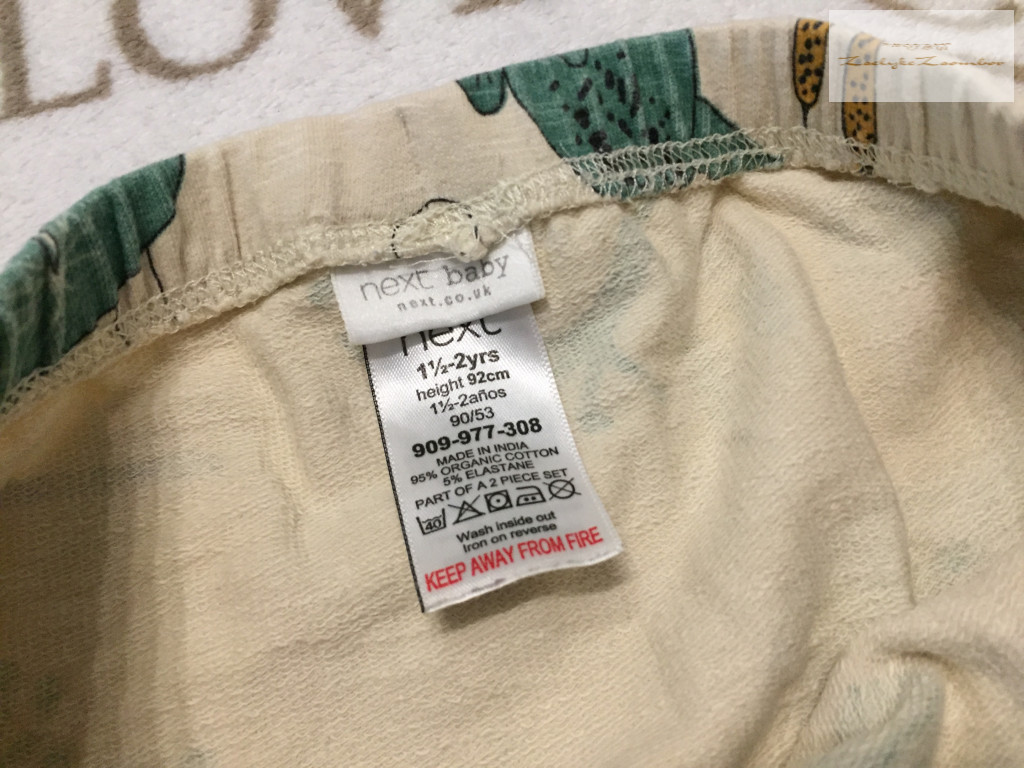 LOVE
next baby
next.co.uk
next
1½-2yrs
height 92cm
1½-2años
90/53
909-977-308
MADE IN INDIA
95% ORGANIC COTTON
5% ELASTANE
PART OF A 2 PIECE SET
40
Wash inside out
Iron on reverse
KEEP AWAY FROM FIRE